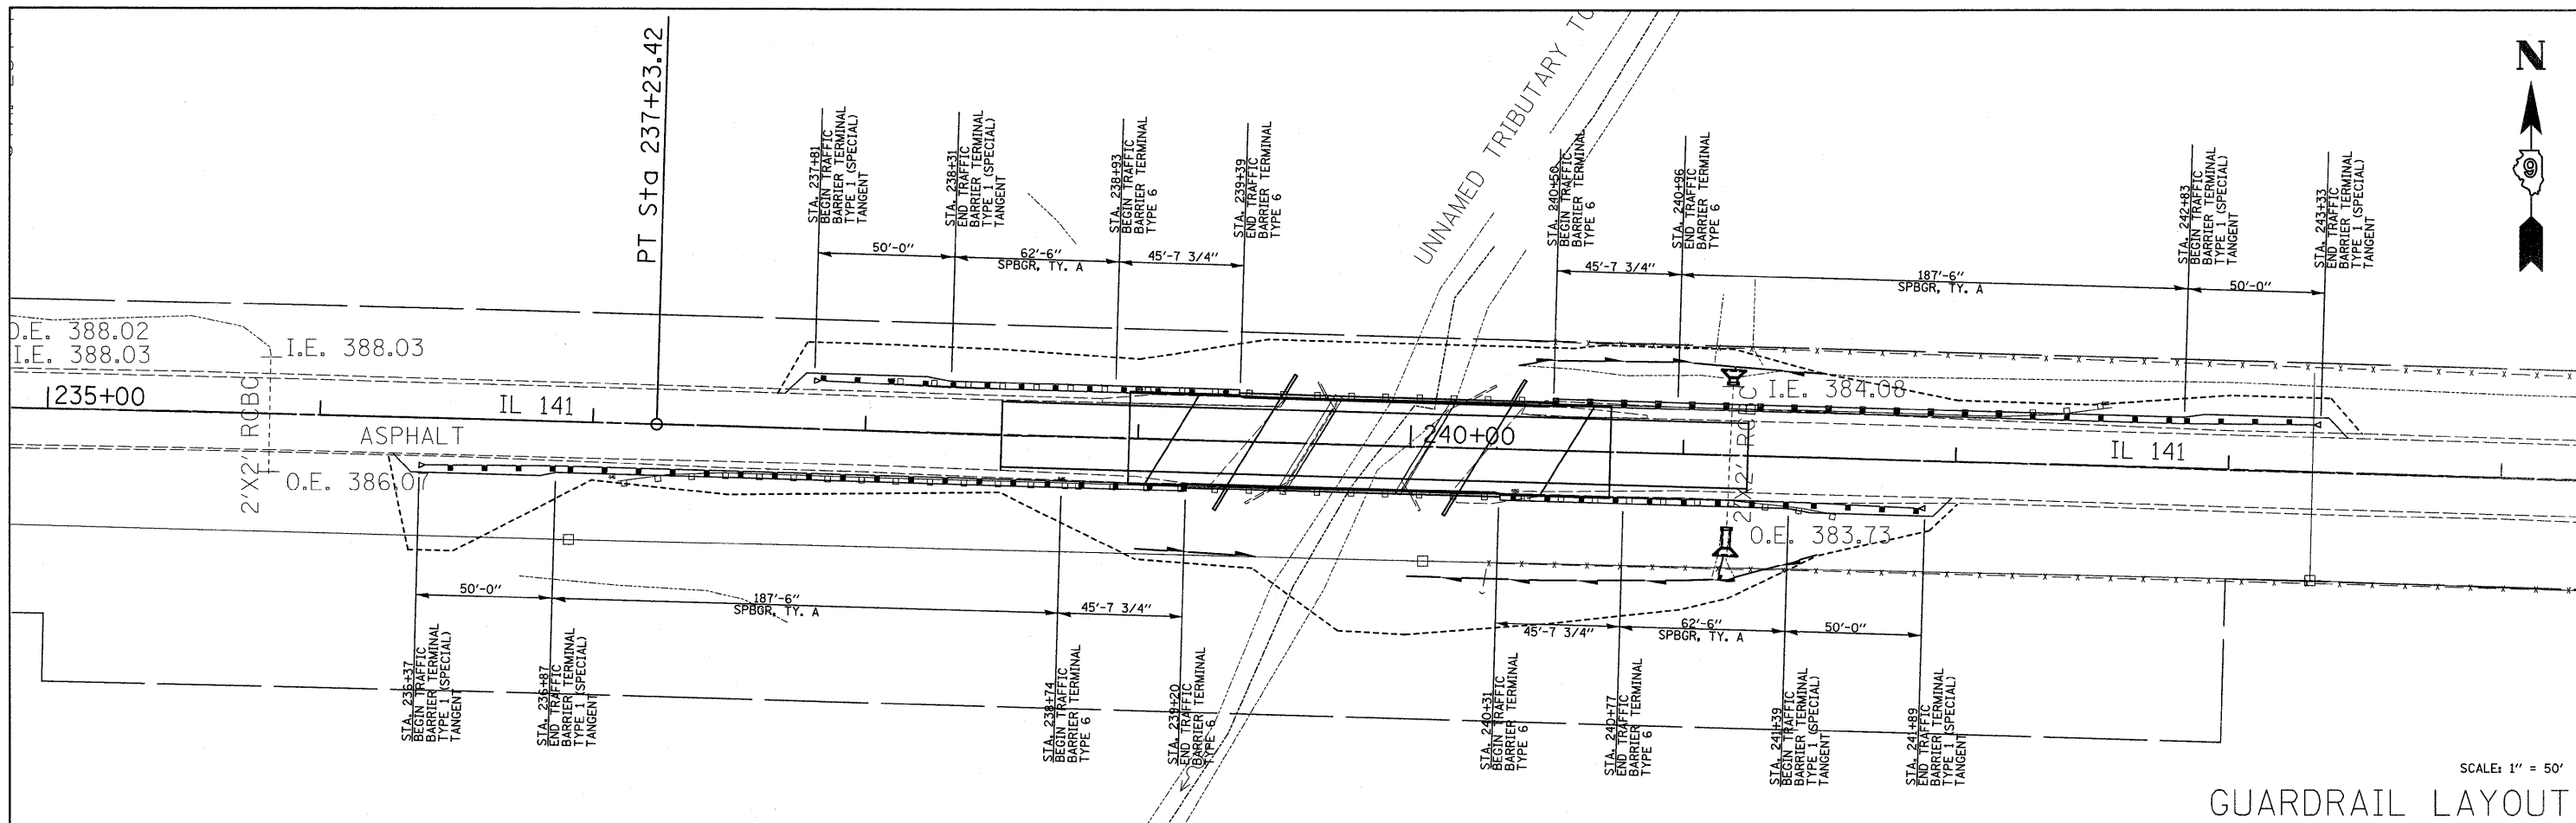 UNNAMED TRIBUTARY TO
N
PT Sta 237+23.42
STA. 237+81
BEGIN TRAFFIC
BARRIER TERMINAL
TYPE 1 (SPECIAL)
TANGENT
STA. 238+31
END TRAFFIC
BARRIER TERMINAL
TYPE 1 (SPECIAL)
TANGENT
STA. 238+93
BEGIN TRAFFIC
BARRIER TERMINAL
TYPE 6
STA. 239+39
END TRAFFIC
BARRIER TERMINAL
TYPE 6
STA. 240+50
BEGIN TRAFFIC
BARRIER TERMINAL
TYPE 6
STA. 240+96
END TRAFFIC
BARRIER TERMINAL
TYPE 6
STA. 242+83
BEGIN TRAFFIC
BARRIER TERMINAL
TYPE 1 (SPECIAL)
TANGENT
STA. 243+33
END TRAFFIC
BARRIER TERMINAL
TYPE 1 (SPECIAL)
TANGENT
50'-0"
62'-6"
SPBGR, TY. A
45'-7 3/4"
45'-7 3/4"
187'-6"
SPBGR, TY. A
50'-0"
O.E. 388.02
I.E. 388.03
I.E. 388.03
2'X2' RCBC
235+00
IL 141
ASPHALT
O.E. 386.07
240+00
I.E. 384.08
2'X2' RCBC
IL 141
O.E. 383.73
50'-0"
187'-6"
SPBGR, TY. A
45'-7 3/4"
45'-7 3/4"
62'-6"
SPBGR, TY. A
50'-0"
STA. 236+37
BEGIN TRAFFIC
BARRIER TERMINAL
TYPE 1 (SPECIAL)
TANGENT
STA. 236+87
END TRAFFIC
BARRIER TERMINAL
TYPE 1 (SPECIAL)
TANGENT
STA. 238+74
BEGIN TRAFFIC
BARRIER TERMINAL
TYPE 6
STA. 239+20
END TRAFFIC
BARRIER TERMINAL
TYPE 6
STA. 240+31
BEGIN TRAFFIC
BARRIER TERMINAL
TYPE 6
STA. 240+77
END TRAFFIC
BARRIER TERMINAL
TYPE 6
STA. 241+39
BEGIN TRAFFIC
BARRIER TERMINAL
TYPE 1 (SPECIAL)
TANGENT
STA. 241+89
END TRAFFIC
BARRIER TERMINAL
TYPE 1 (SPECIAL)
TANGENT
SCALE: 1" = 50'
GUARDRAIL LAYOUT